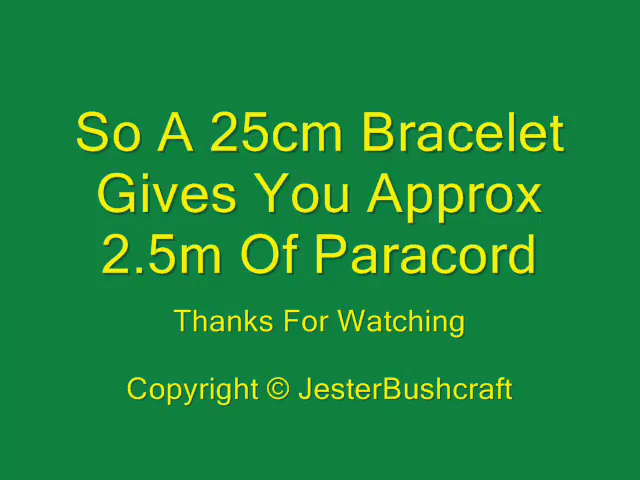 So A 25cm Bracelet
Gives You Approx
2.5m Of Paracord
Thanks For Watching
Copyright © JesterBushcraft